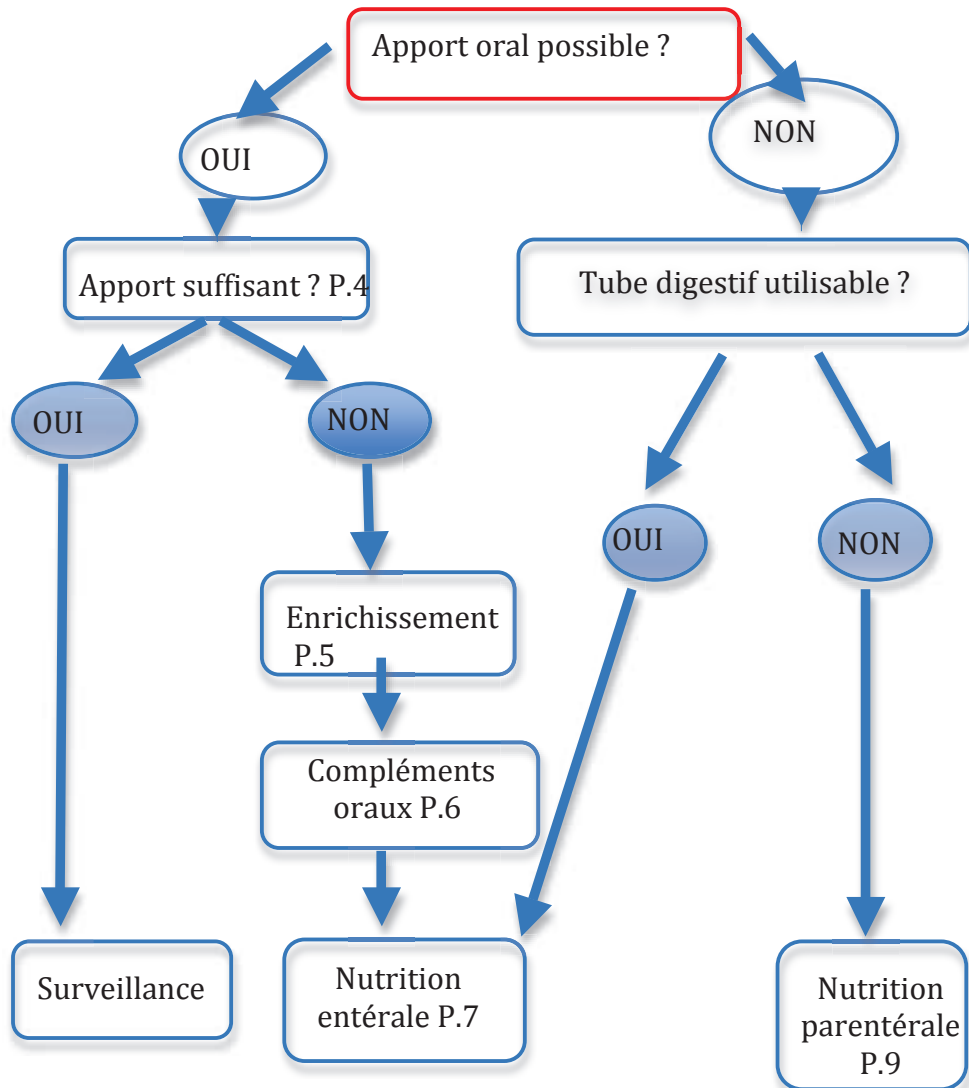 Apport oral possible ?
OUI
NON
Apport suffisant ? P.4
Tube digestif utilisable ?
OUI
NON
OUI
NON
Enrichissement
P.5
Compléments
oraux P.6
Surveillance
Nutrition
entérale P.7
Nutrition
parentérale
P.9